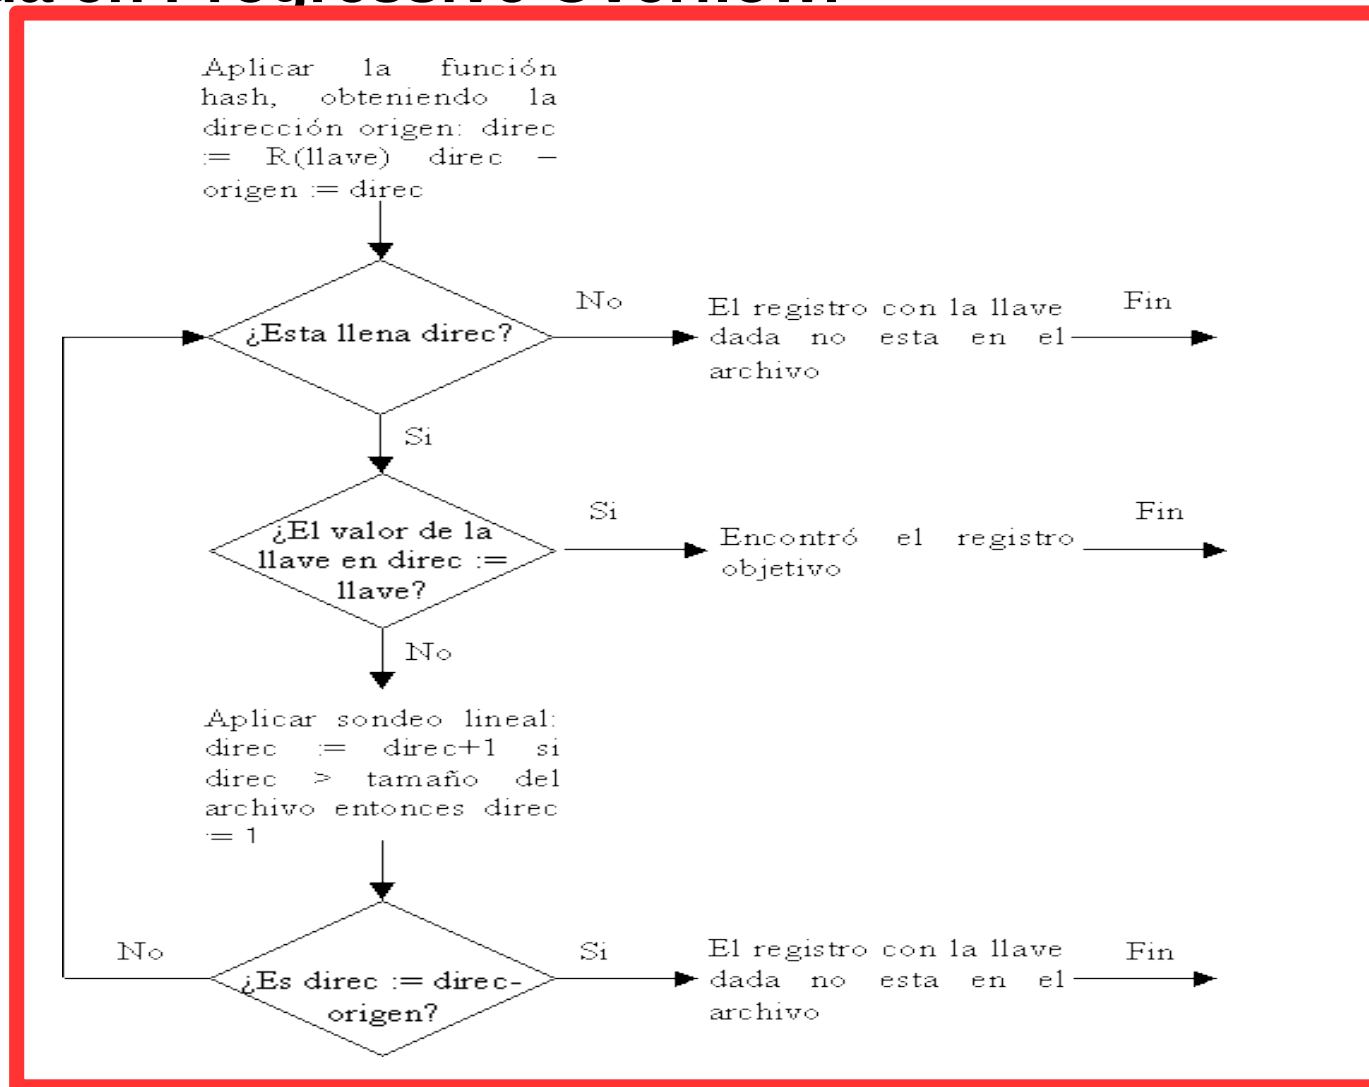 en Progressive Overflow?
Aplicar la función
hash, obteniendo la
dirección origen: direc
:= R(llave) direc –
origen := direc
¿Esta llena direc?
No
El registro con la llave
dada no esta en el
archivo
Fin
Si
¿El valor de la
llave en direc :=
llave?
Si
Encontró el registro
objetivo
Fin
No
Aplicar sondeo lineal:
direc := direc+1 si
direc > tamaño del
archivo entonces direc
:= 1
¿Es direc := direc-
origen?
No
Si
El registro con la llave
dada no esta en el
archivo
Fin